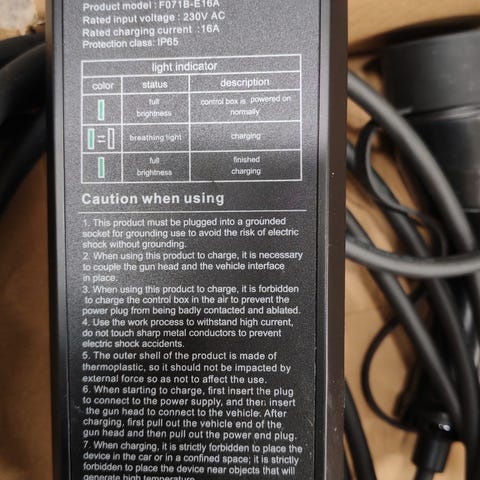 Product model : F071B-E16A
Rated input voltage : 230V AC
Rated charging current :16A
Protection class: IP65
light indicator
color status description
full brightness control box is powered on normally
breathing light charging
full brightness finished charging
Caution when using
1. This product must be plugged into a grounded
socket for grounding use to avoid the risk of electric
shock without grounding.
2. When using this product to charge, it is necessary
to couple the gun head and the vehicle interface
in place.
3. When using this product to charge, it is forbidden
to charge the control box in the air to prevent the
power plug from being badly contacted and ablated.
4. Use the work process to withstand high current,
do not touch sharp metal conductors to prevent
electric shock accidents.
5. The outer shell of the product is made of
thermoplastic, so it should not be impacted by
external force so as not to affect the use.
6. When starting to charge, first insert the plug
to connect to the power supply, and then insert
the gun head to connect to the vehicle. After
charging, first pull out the vehicle end of the
gun head and then pull out the power end plug.
7. When charging, it is strictly forbidden to place the
device in the car or in a confined space; it is strictly
forbidden to place the device near objects that will
generate high temperature